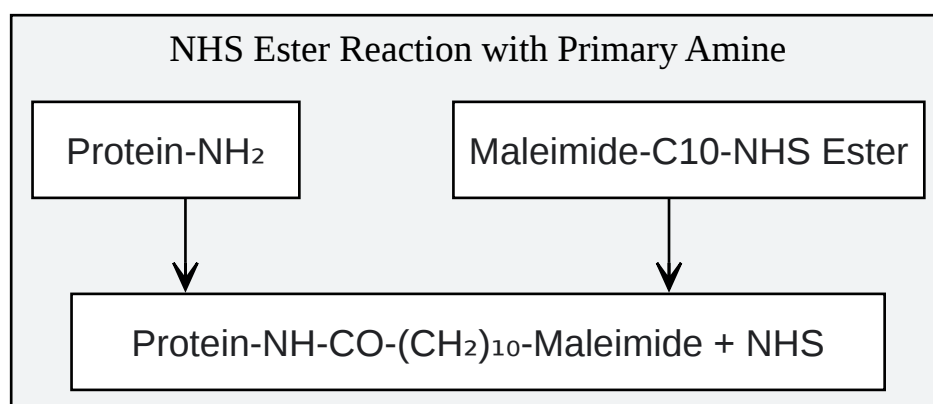 NHS Ester Reaction with Primary Amine
Protein-NH₂
Maleimide-C10-NHS Ester
Protein-NH-CO-(CH₂)₁₀-Maleimide + NHS